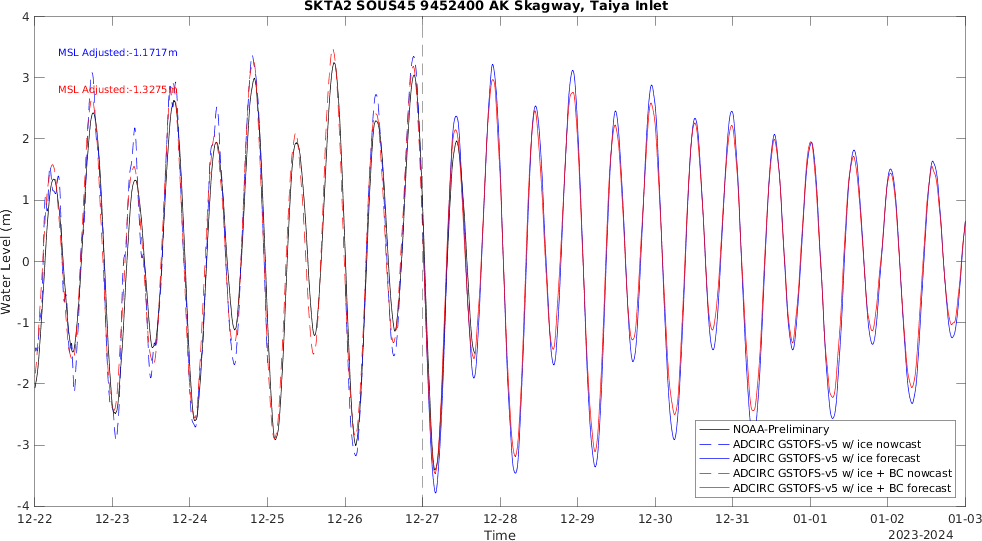 SKTA2 SOUS45 9452400 AK Skagway, Taiya Inlet
MSL Adjusted:-1.1717m
MSL Adjusted:-1.3275m
Water Level (m)
4
3
2
1
0
-1
-2
-3
-4
NOAA-Preliminary
ADCIRC GSTOFS-v5 w/ ice nowcast
ADCIRC GSTOFS-v5 w/ ice forecast
ADCIRC GSTOFS-v5 w/ ice + BC nowcast
ADCIRC GSTOFS-v5 w/ ice + BC forecast
12-22 12-23 12-24 12-25 12-26 12-27 12-28 12-29 12-30 12-31 01-01 01-02 01-03
Time
2023-2024